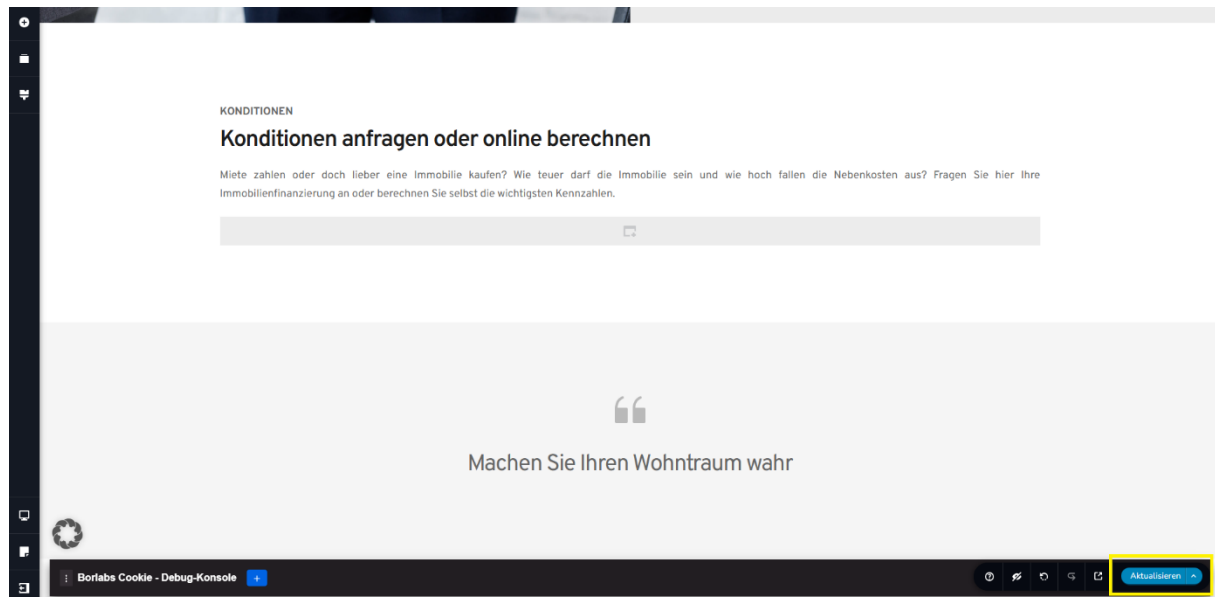 KONDITIONEN
Konditionen anfragen oder online berechnen
Miete zahlen oder doch lieber eine Immobilie kaufen? Wie teuer darf die Immobilie sein und wie hoch fallen die Nebenkosten aus? Fragen Sie hier Ihre
Immobilienfinanzierung an oder berechnen Sie selbst die wichtigsten Kennzahlen.
Machen Sie Ihren Wohntraum wahr
Borlabs Cookie - Debug-Konsole
Aktualisieren